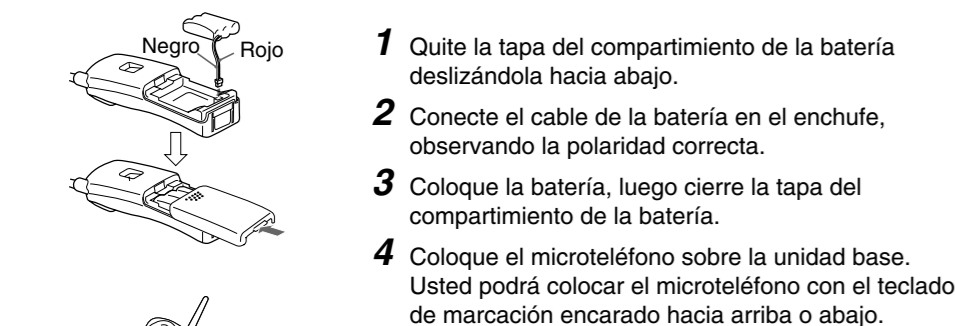 Negro
Rojo
1 Quite la tapa del compartimiento de la batería
deslizándola hacia abajo.
2 Conecte el cable de la batería en el enchufe,
observando la polaridad correcta.
3 Coloque la batería, luego cierre la tapa del
compartimiento de la batería.
4 Coloque el microteléfono sobre la unidad base.
Usted podrá colocar el microteléfono con el teclado
de marcación encarado hacia arriba o abajo.